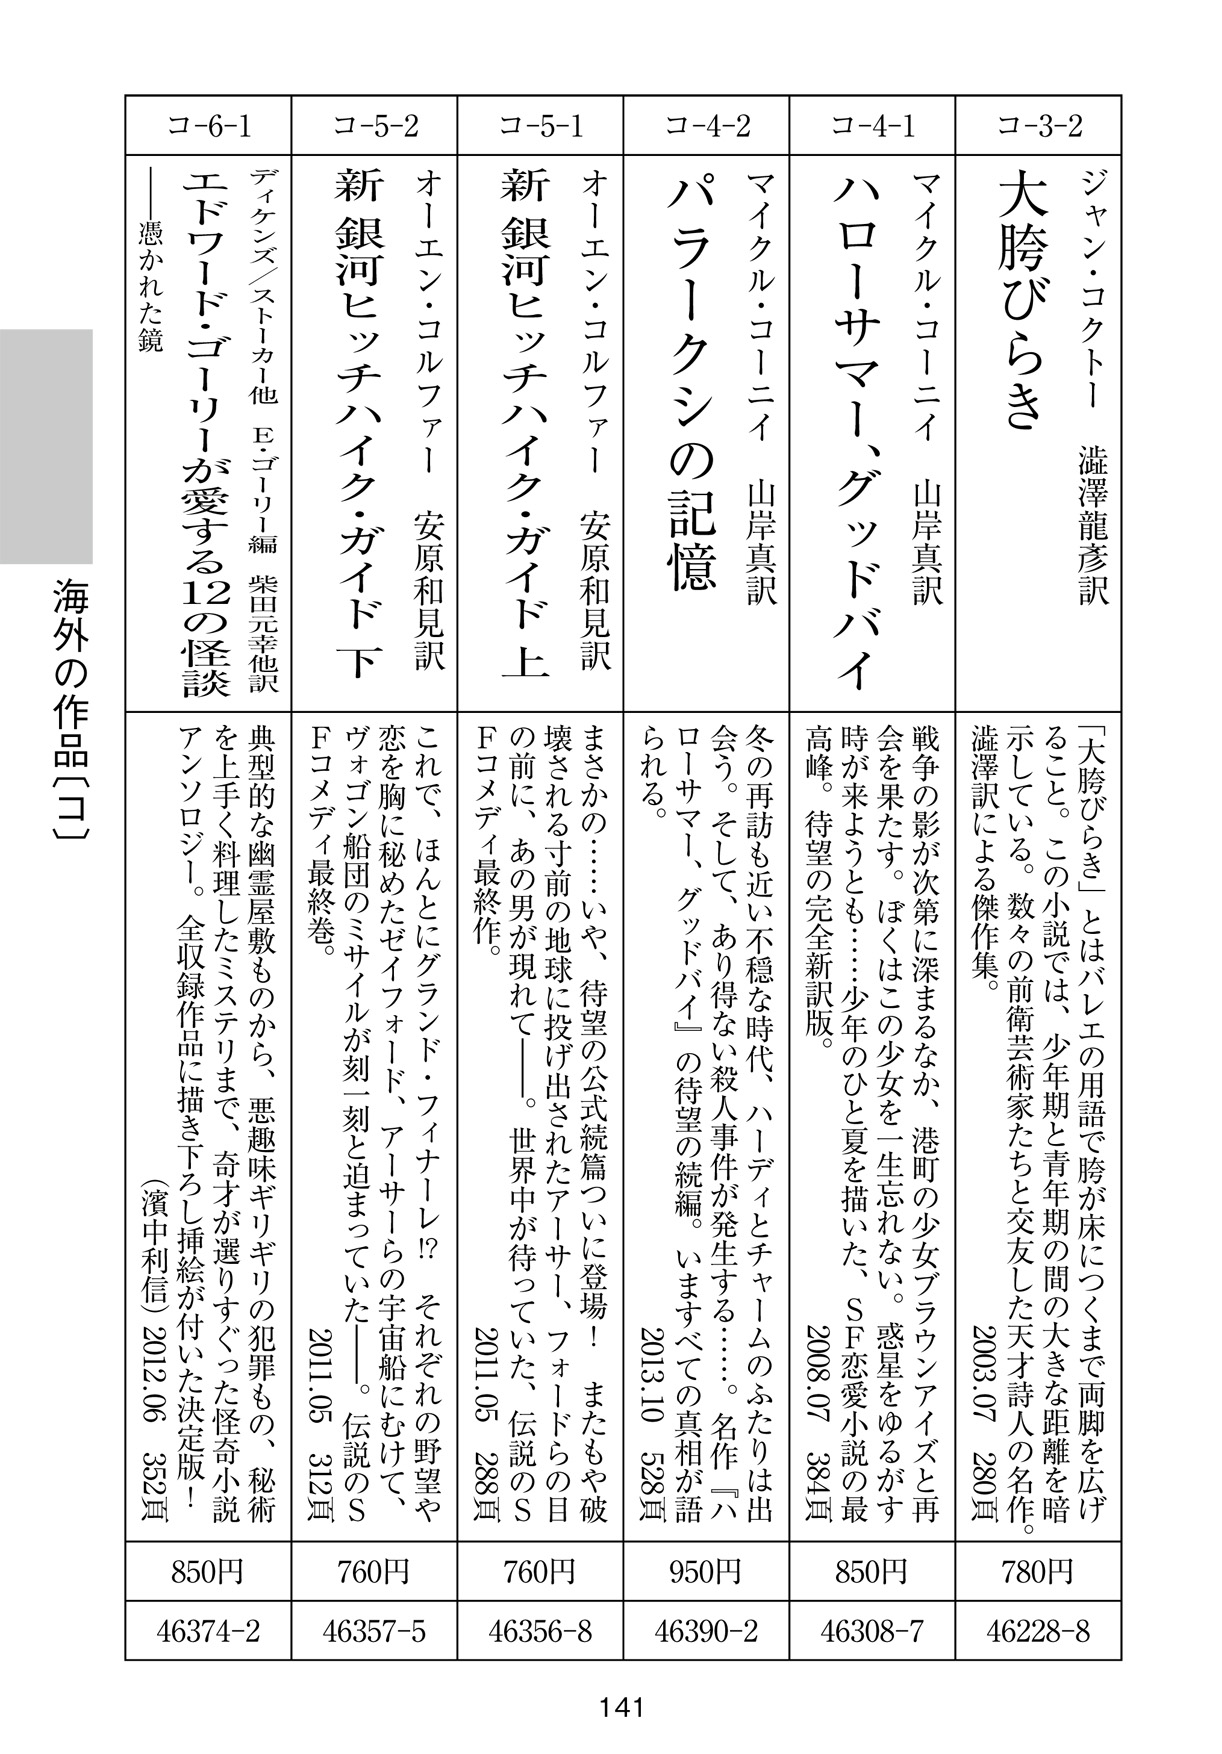 コ-3-2
ジャン・コクトー　澁澤龍彦訳
大胯びらき
「大胯びらき」とはバレエの用語で胯が床につくまで両脚を広げ
ること。この小説では、少年期と青年期の間の大きな距離を暗
示している。数々の前衛芸術家たちと交友した天才詩人の名作。
澁澤訳による傑作集。
2003.07　280頁
780円
46228-8
コ-4-1
マイクル・コーニイ　山岸真訳
ハローサマー、グッドバイ
戦争の影が次第に深まるなか、港町の少女ブラウンアイズと再
会を果たす。ぼくはこの少女を一生忘れない。惑星をゆるがす
時が来ようとも……少年のひと夏を描いた、ＳＦ恋愛小説の最
高峰。待望の完全新訳版。
2008.07　384頁
850円
46308-7
コ-4-2
マイクル・コーニイ　山岸真訳
パラークシの記憶
冬の再訪も近い不穏な時代、ハーディとチャームのふたりは出
会う。そして、あり得ない殺人事件が発生する……。名作『ハ
ローサマー、グッドバイ』の待望の続編。いますべての真相が語
られる。
2013.10　528頁
950円
46390-2
コ-5-1
オーエン・コルファー　安原和見訳
新 銀河ヒッチハイク・ガイド 上
まさかの……いや、待望の公式続篇ついに登場！　またもや破
壊される寸前の地球に投げ出されたアーサー、フォードらの目
の前に、あの男が現れて――。世界中が待っていた、伝説のＳ
Ｆコメディ最終作。
2011.05　288頁
760円
46356-8
コ-5-2
オーエン・コルファー　安原和見訳
新 銀河ヒッチハイク・ガイド 下
これで、ほんとにグランド・フィナーレ!?　それぞれの野望や
恋を胸に秘めたゼイフォード、アーサーらの宇宙船にむけて、
ヴォゴン船団のミサイルが刻一刻と迫まっていた――。伝説のＳ
Ｆコメディ最終巻。
2011.05　312頁
760円
46357-5
コ-6-1
ディケンズ／ストーカー他　E・ゴーリー編　柴田元幸他訳
エドワード・ゴーリーが愛する12の怪談
――憑かれた鏡
典型的な幽霊屋敷ものから、悪趣味ギリギリの犯罪もの、秘術
を上手く料理したミステリまで、奇才が選りすぐった怪奇小説
アンソロジー。全収録作品に描き下ろし挿絵が付いた決定版！
（濱中利信）2012.06　352頁
850円
46374-2
海外の作品〔コ〕
141